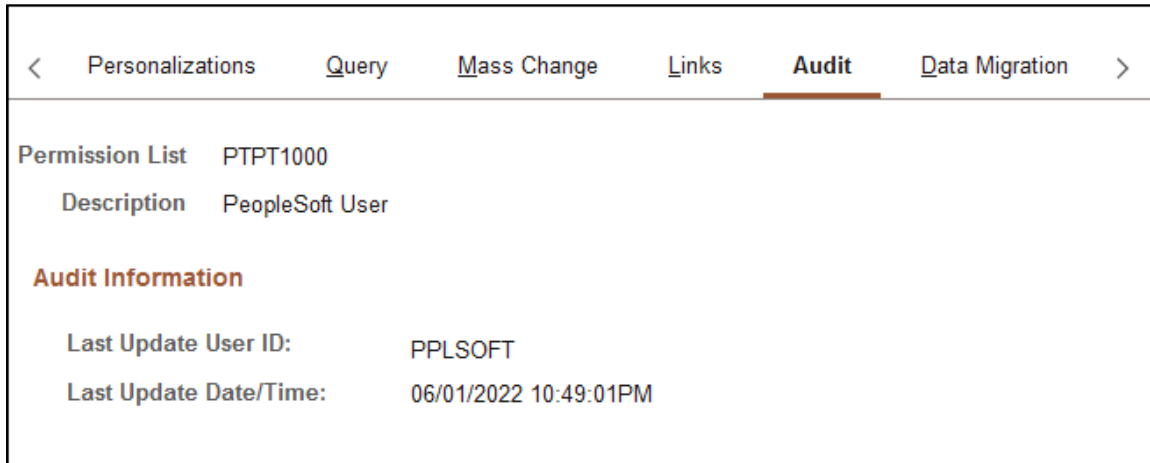 < Personalizations Query Mass Change Links Audit Data Migration >
Permission List PTPT1000
Description PeopleSoft User
Audit Information
Last Update User ID: PPLSOFT
Last Update Date/Time: 06/01/2022 10:49:01PM